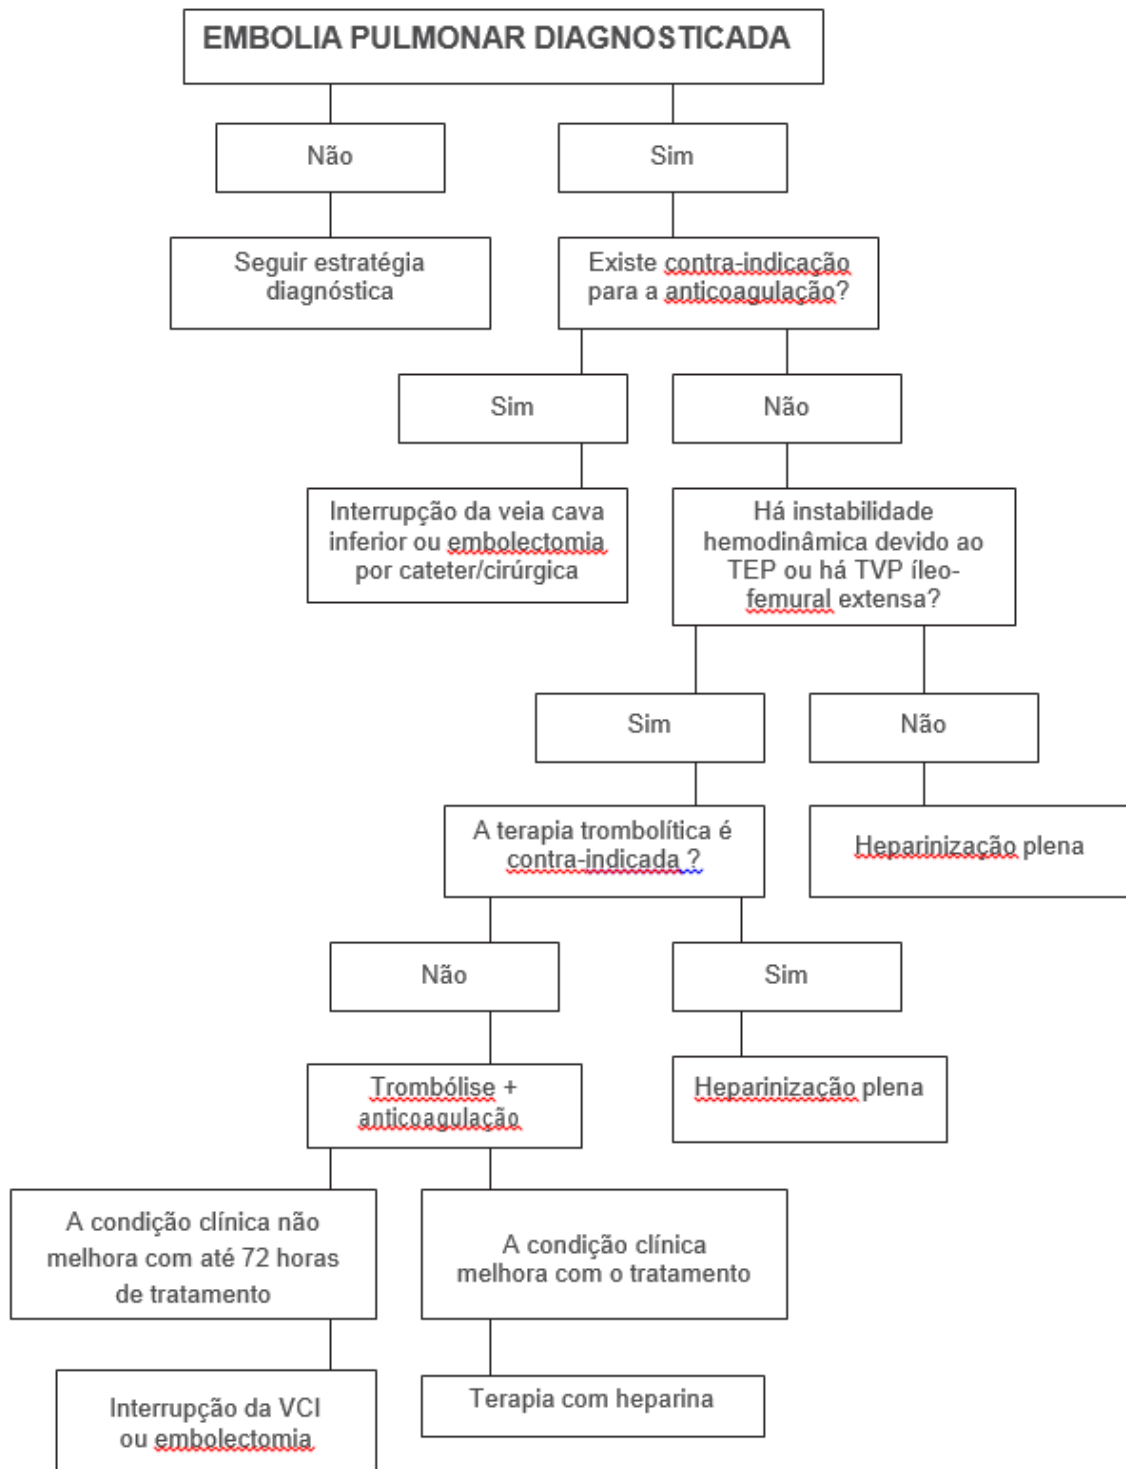 EMBOLIA PULMONAR DIAGNOSTICADA
Não
Sim
Seguir estratégia
diagnóstica
Existe contra-indicação
para a anticoagulação?
Sim
Não
Interrupção da veia cava
inferior ou embolectomia
por cateter/cirúrgica
Há instabilidade
hemodinâmica devido ao
TEP ou há TVP íleo-
femural extensa?
Sim
Não
A terapia trombolítica é
contra-indicada ?
Heparinização plena
Não
Sim
Trombólise +
anticoagulação
Heparinização plena
A condição clínica não
melhora com até 72 horas
de tratamento
A condição clínica
melhora com o tratamento
Interrupção da VCI
ou embolectomia
Terapia com heparina